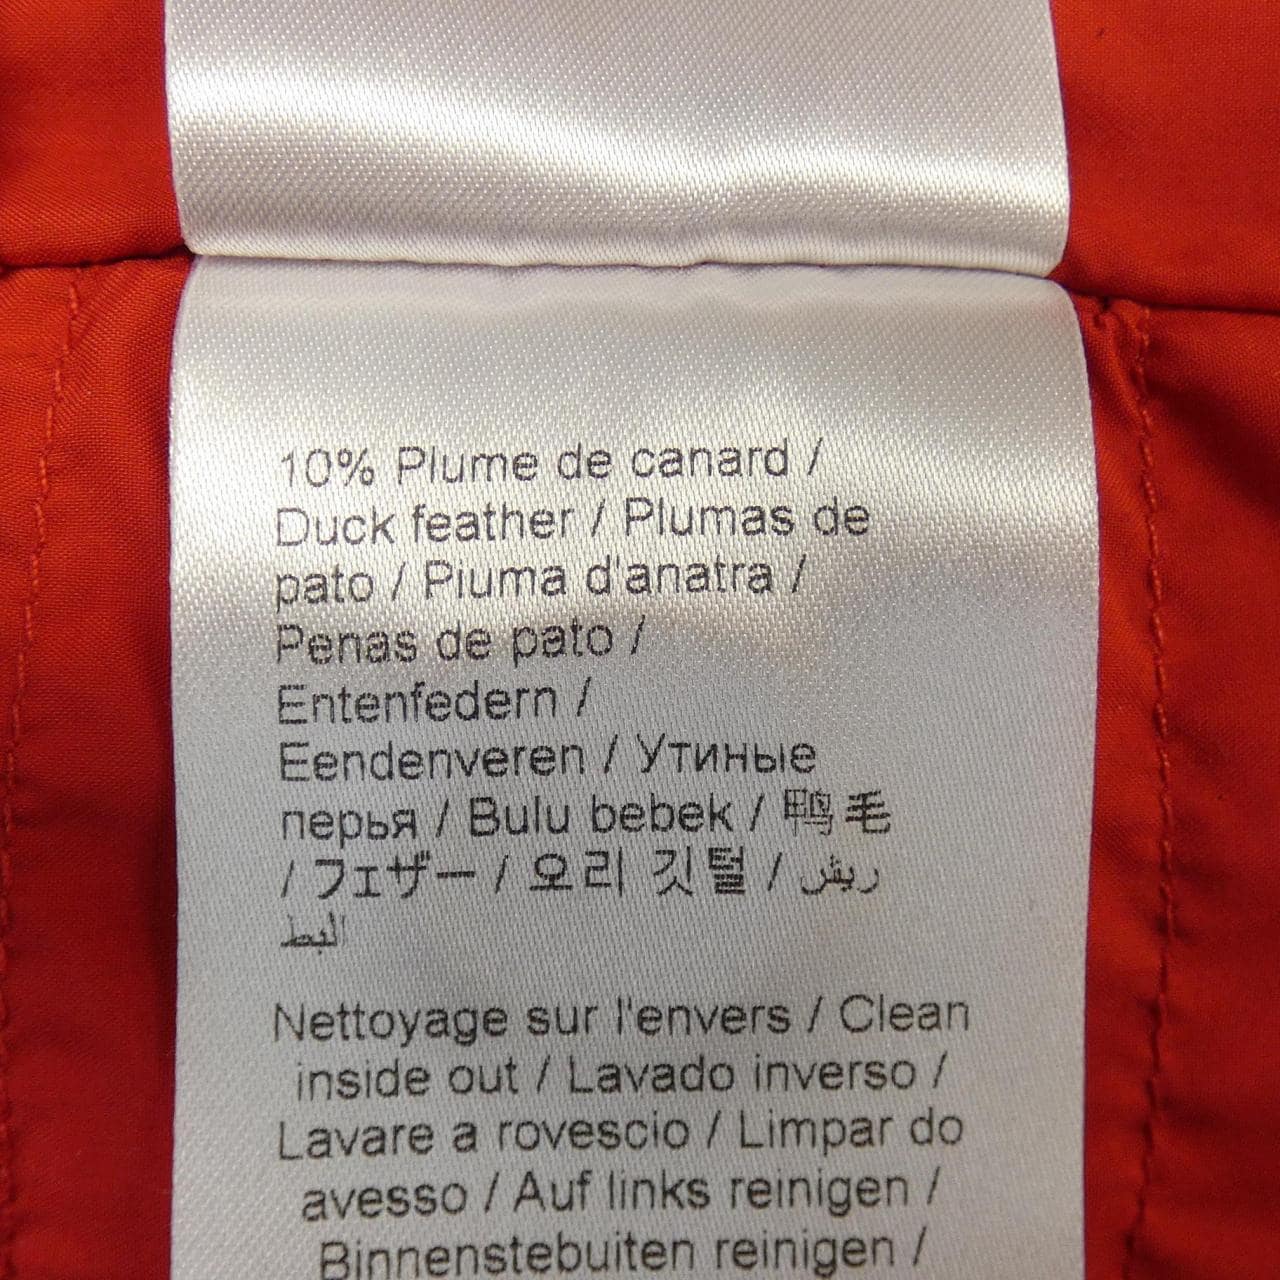 10% Plume de canard /
Duck feather / Plumas de
pato / Piuma d'anatra /
Penas de pato /
Entenfedern /
Eendenveren / Утиные
перья / Bulu bebek / 鸭毛
/ フェザー / 오리 깃털 / ريش
البط
Nettoyage sur l'envers / Clean
inside out / Lavado inverso /
Lavare a rovescio / Limpar do
avesso / Auf links reinigen /
Binnenstebuiten reinigen /